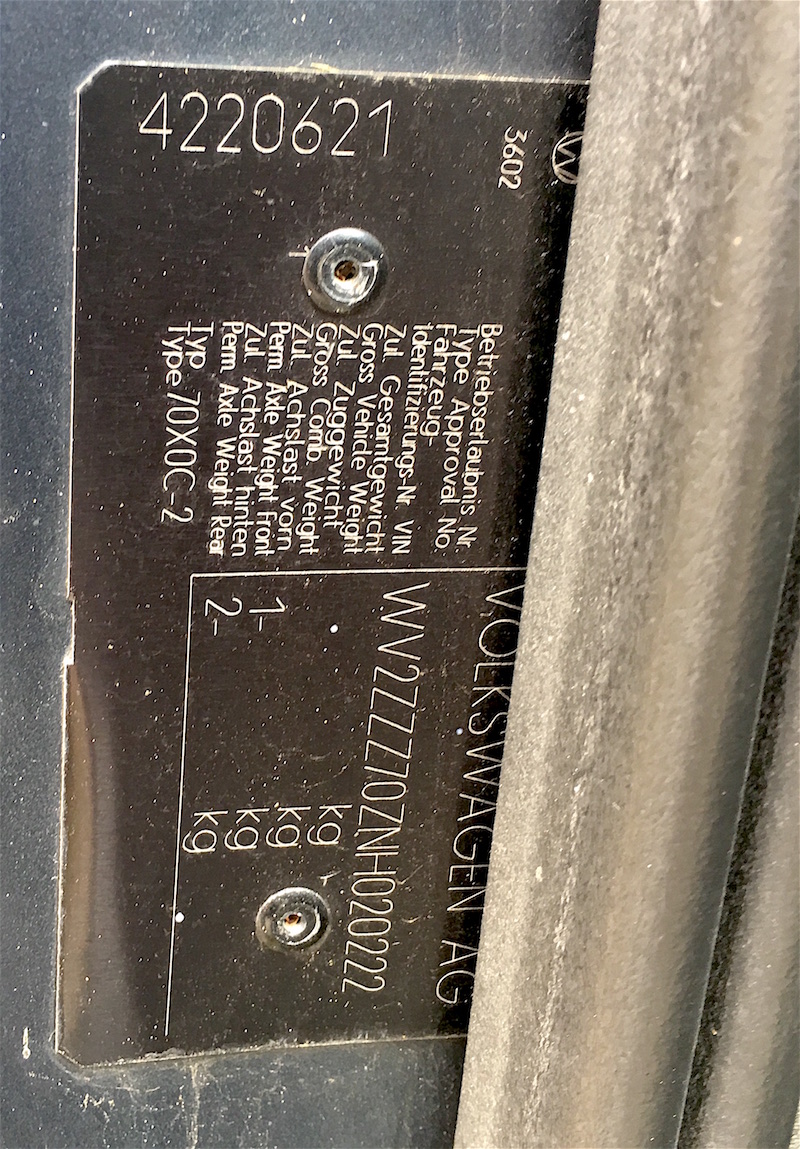 4220621
3602
VOLKSWAGEN AG
Betriebserlaubnis Nr.
Type Approval No.
Fahrzeug-
Identifizierungs-Nr. VIN
WV2ZZZ70ZNH020222
Zul. Gesamtgewicht
Gross Vehicle Weight
kg
Zul. Zuggewicht
Gross Comb. Weight
kg
Zul. Achslast vorn
Perm. Axle Weight Front
1- kg
Zul. Achslast hinten
Perm. Axle Weight Rear
2- kg
Typ
Type 70X0C-2